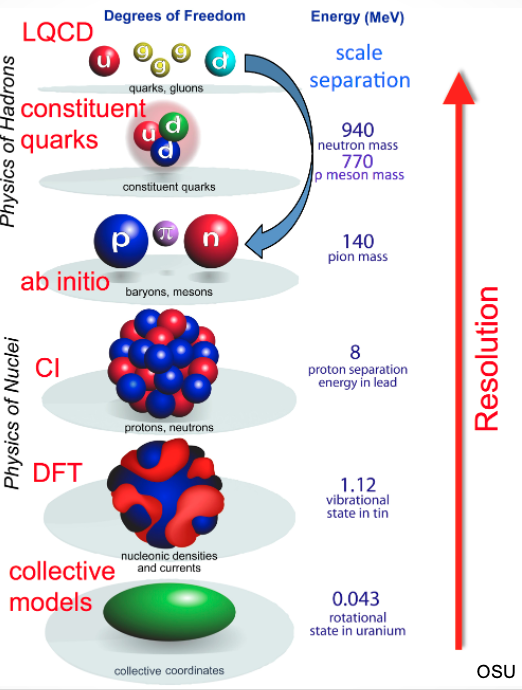 Degrees of Freedom
Energy (MeV)
LQCD
u
g
g
g
d
quarks, gluons
scale
separation
constituent
quarks
u
d
d
constituent quarks
940
neutron mass
770
ρ meson mass
p
π
n
140
pion mass
ab initio
baryons, mesons
Physics of Hadrons
CI
8
proton separation
energy in lead
protons, neutrons
DFT
1.12
vibrational
state in tin
nucleonic densities
and currents
collective
models
0.043
rotational
state in uranium
collective coordinates
Physics of Nuclei
Resolution
OSU